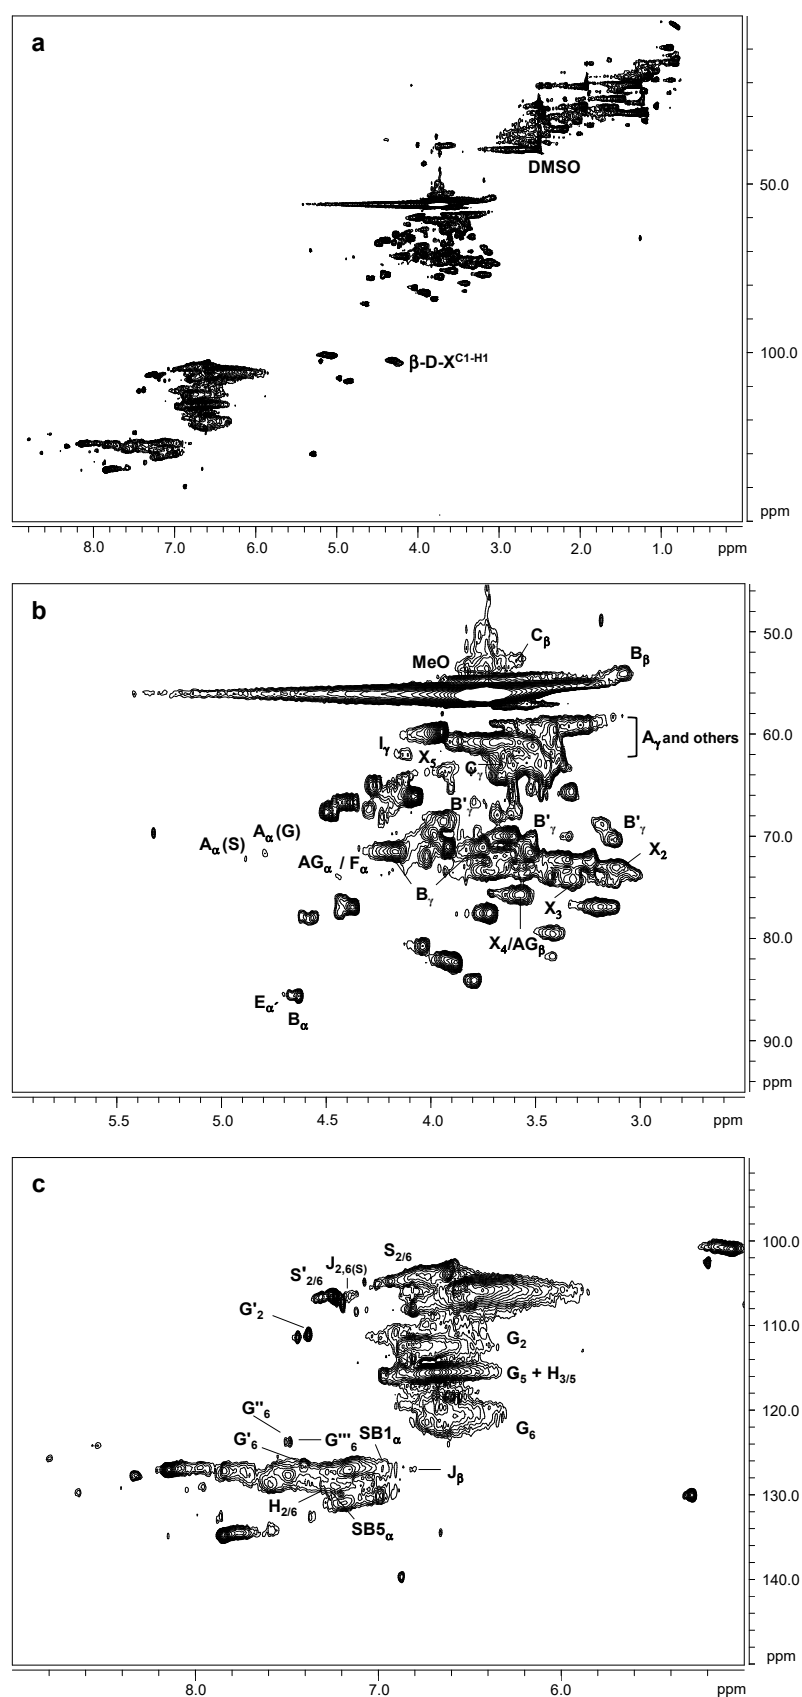 a
DMSO
50.0
β-D-X^C1-H1
100.0
ppm
8.0 7.0 6.0 5.0 4.0 3.0 2.0 1.0 ppm
b
50.0
Cβ
MeO
Bβ
60.0
Iγ
Aγ and others
X5
Cγ
B'γ
B'γ
B'γ
70.0
Aα(S)
Aα(G)
AGα / Fα
X2
Bγ
X3
X4/AGβ
80.0
Eα
Bα
90.0
ppm
5.5 5.0 4.5 4.0 3.5 3.0 ppm
c
100.0
S2/6
J2,6(S)
S'2/6
G'2
110.0
G2
G5 + H3/5
120.0
G''6
G6
G'6
G'''6
SB1α
Jβ
H2/6
130.0
SB5α
140.0
ppm
8.0 7.0 6.0 ppm